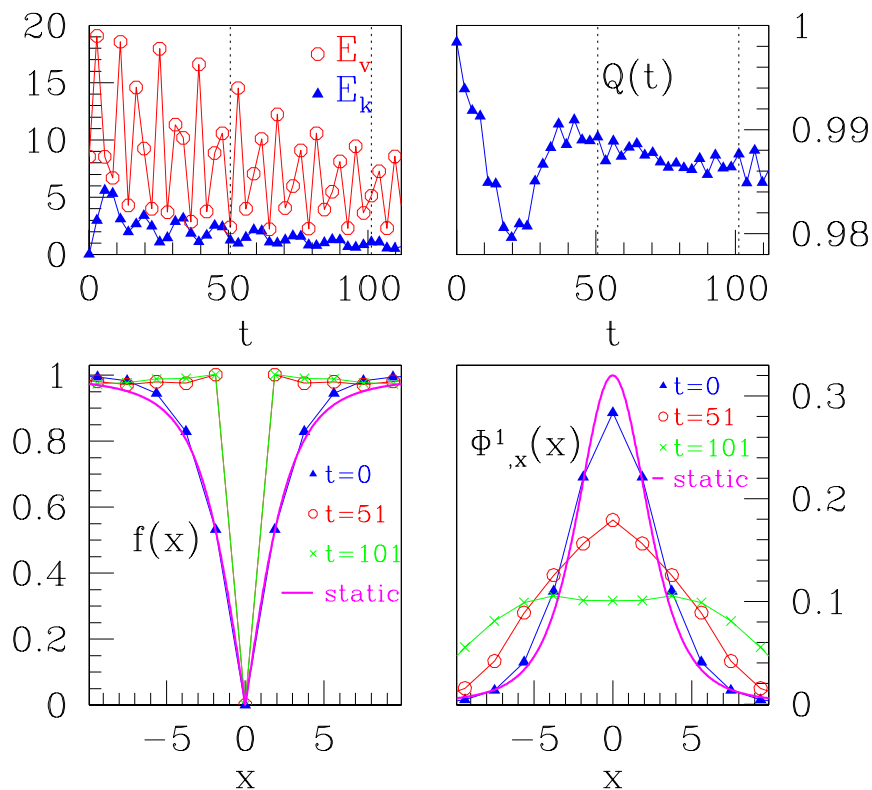 20
15
10
5
0
E_v
E_k
0 50 100
t
1
0.99
0.98
Q(t)
0 50 100
t
1
0.8
0.6
0.4
0.2
0
f(x)
t=0
t=51
t=101
static
−5 0 5
x
0.3
0.2
0.1
0
Φ¹,ₓ(x)
t=0
t=51
t=101
static
−5 0 5
x